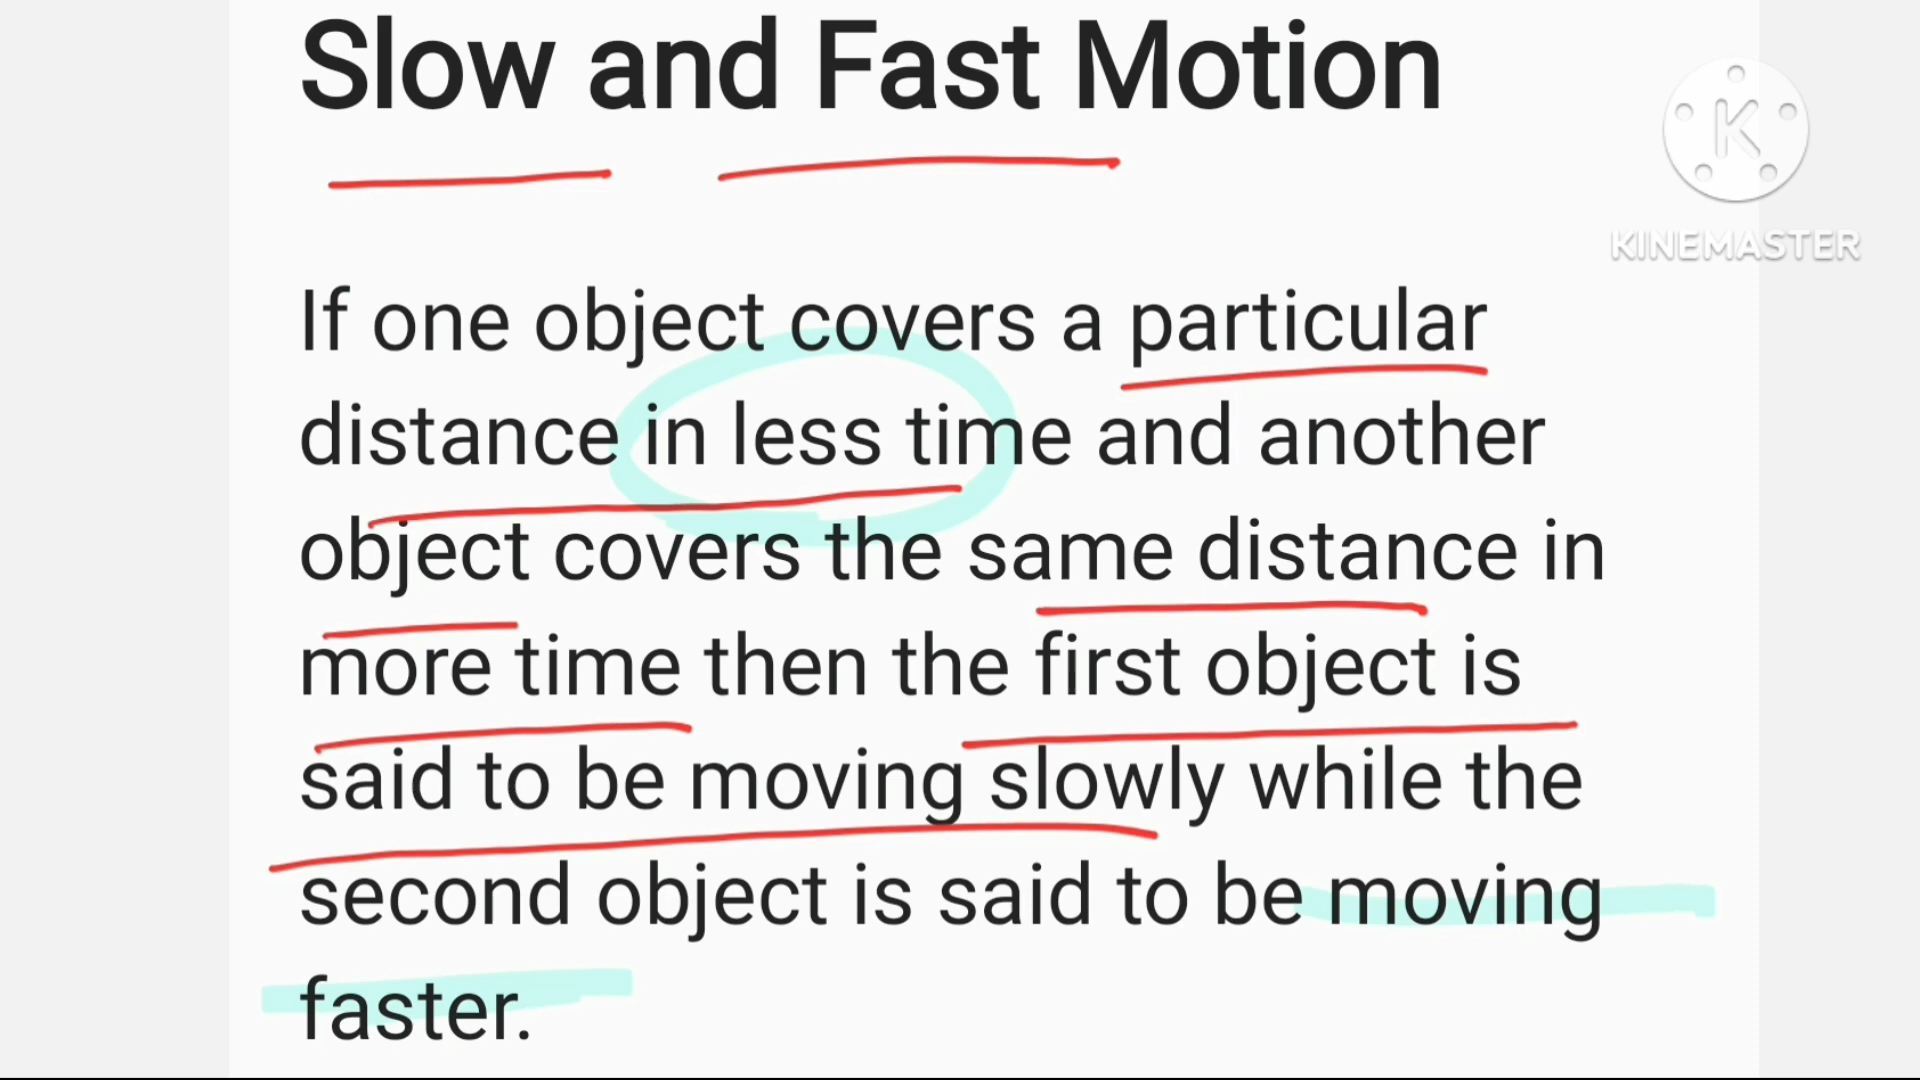 Slow and Fast Motion
K
KINEMASTER
If one object covers a particular
distance in less time and another
object covers the same distance in
more time then the first object is
said to be moving slowly while the
second object is said to be moving
faster.